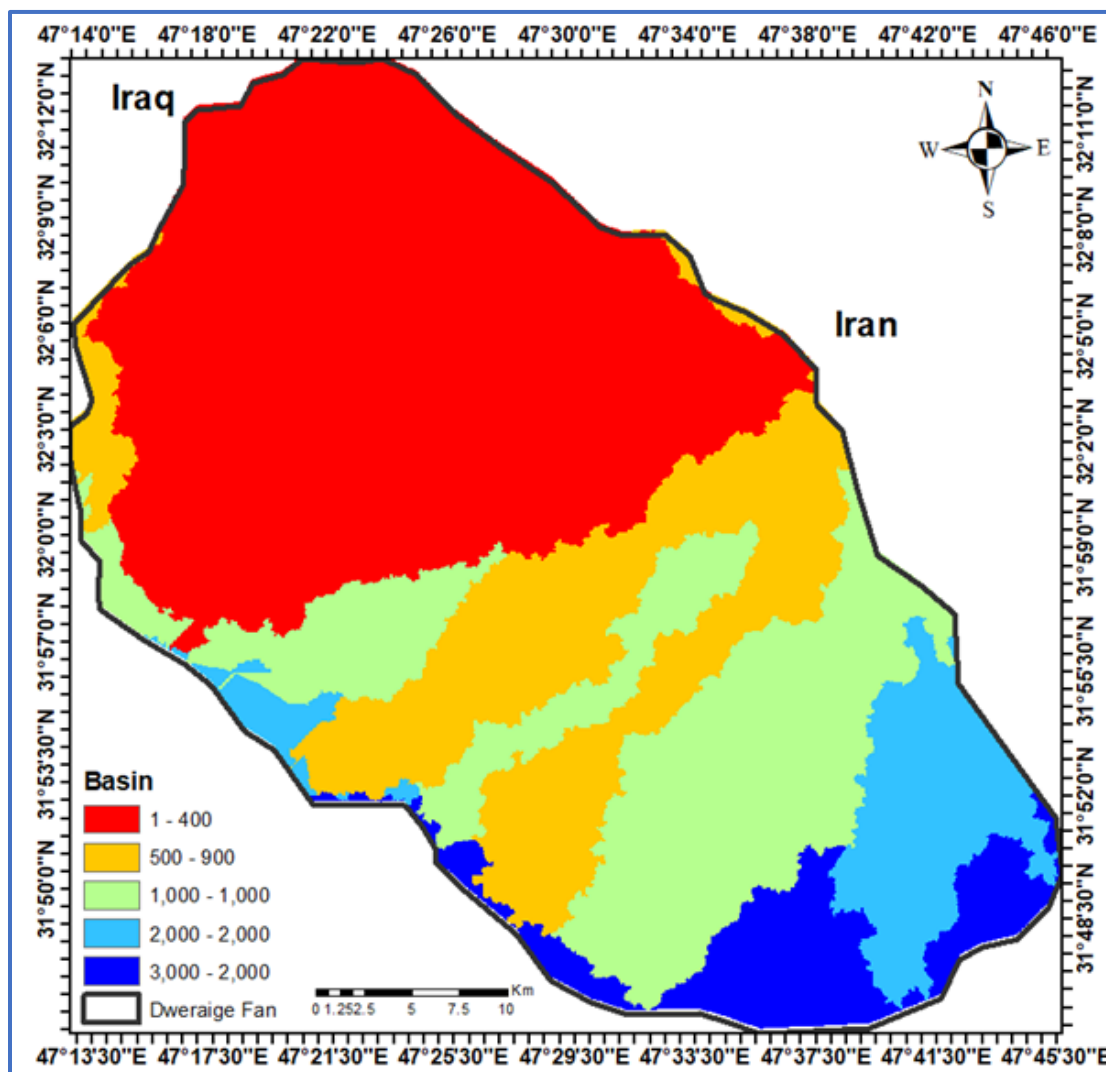 47°14'0"E 47°18'0"E 47°22'0"E 47°26'0"E 47°30'0"E 47°34'0"E 47°38'0"E 47°42'0"E 47°46'0"E
Iraq
N
W E
S
Iran
32°12'0"N
32°9'0"N
32°6'0"N
32°3'0"N
32°0'0"N
31°57'0"N
31°53'30"N
31°50'0"N
32°11'0"N
32°8'0"N
32°5'0"N
32°2'0"N
31°59'0"N
31°55'30"N
31°52'0"N
31°48'30"N
Basin
1 - 400
500 - 900
1,000 - 1,000
2,000 - 2,000
3,000 - 2,000
Dweraige Fan
Km
0 1.252.5 5 7.5 10
47°13'30"E 47°17'30"E 47°21'30"E 47°25'30"E 47°29'30"E 47°33'30"E 47°37'30"E 47°41'30"E 47°45'30"E